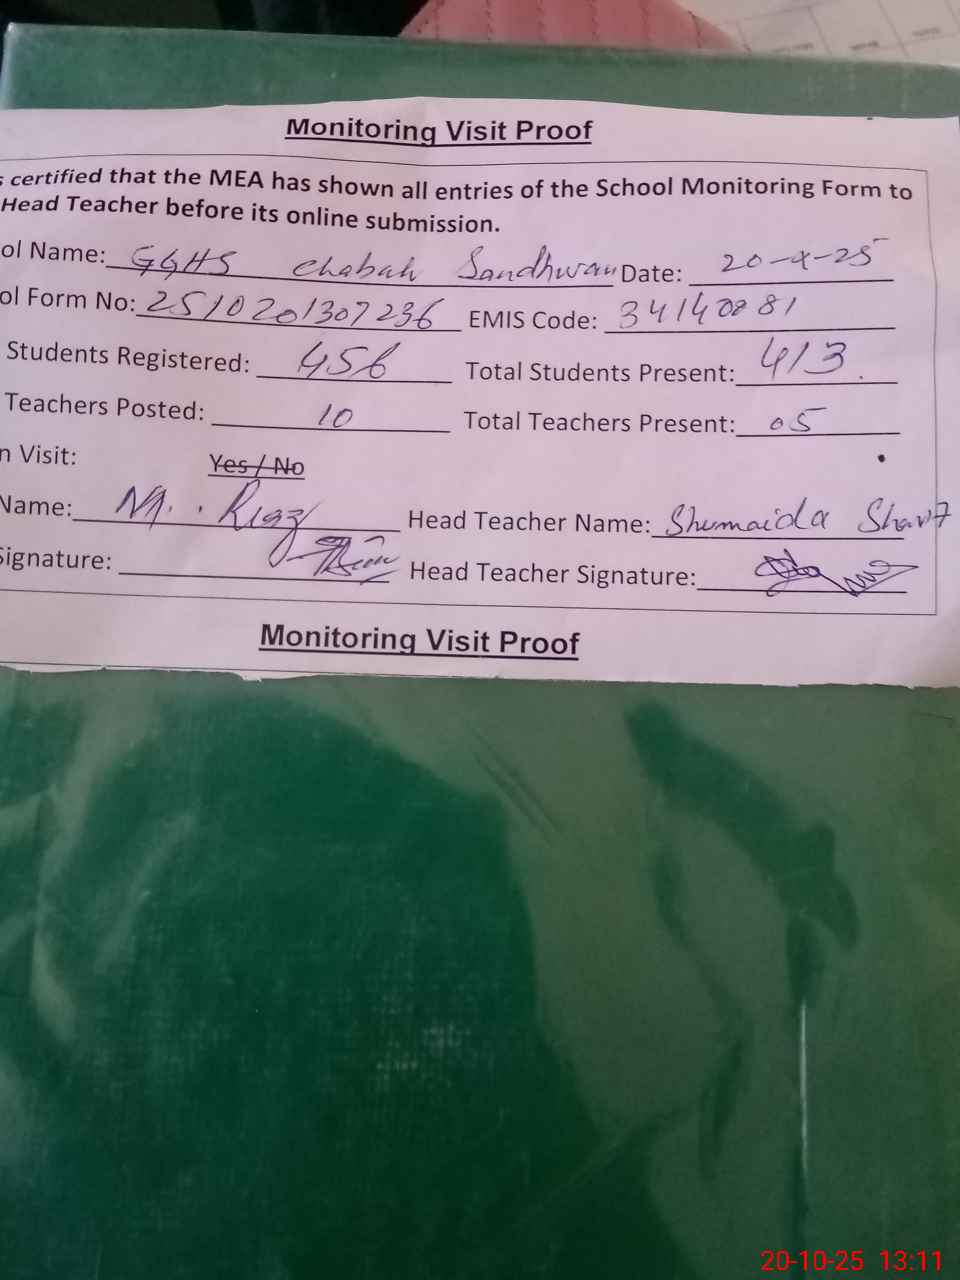 Monitoring Visit Proof
s certified that the MEA has shown all entries of the School Monitoring Form to
Head Teacher before its online submission.
ol Name: GGHS Chabah Sandhwan Date: 20-x-25
ol Form No: 2510201307236 EMIS Code: 34140881
Students Registered: 456 Total Students Present: 413
Teachers Posted: 10 Total Teachers Present: 05
n Visit: Yes / No
Name: M. Riaz Head Teacher Name: Shumaida
Signature: Head Teacher Signature:
Monitoring Visit Proof
20-10-25 13:11